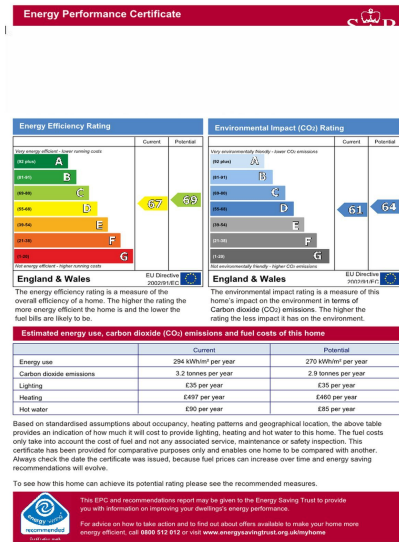 Energy Performance Certificate
Energy Efficiency Rating
Current Potential
Very energy efficient - lower running costs
(92 plus) A
(81-91) B
(69-80) C
(55-68) D
(39-54) E
(21-38) F
(1-20) G
67 69
Not energy efficient - higher running costs
England & Wales
EU Directive
2002/91/EC
Environmental Impact (CO2) Rating
Current Potential
Very environmentally friendly - lower CO2 emissions
(92 plus) A
(81-91) B
(69-80) C
(55-68) D
(39-54) E
(21-38) F
(1-20) G
61 64
Not environmentally friendly - higher CO2 emissions
England & Wales
EU Directive
2002/91/EC
The energy efficiency rating is a measure of the
overall efficiency of a home. The higher the rating the
more energy efficient the home is and the lower the
fuel bills are likely to be.
The environmental impact rating is a measure of this
home's impact on the environment in terms of
Carbon dioxide (CO2) emissions. The higher the
rating the less impact it has on the environment.
Estimated energy use, carbon dioxide (CO2) emissions and fuel costs of this home
Current Potential
Energy use 294 kWh/m² per year 270 kWh/m² per year
Carbon dioxide emissions 3.2 tonnes per year 2.9 tonnes per year
Lighting £35 per year £35 per year
Heating £497 per year £460 per year
Hot water £90 per year £85 per year
Based on standardised assumptions about occupancy, heating patterns and geographical location, the above table
provides an indication of how much it will cost to provide lighting, heating and hot water to this home. The fuel costs
only take into account the cost of fuel and not any associated service, maintenance or safety inspection. This
certificate has been provided for comparative purposes only and enables one home to be compared with another.
Always check the date the certificate was issued, because fuel prices can increase over time and energy saving
recommendations will evolve.
To see how this home can achieve its potential rating please see the recommended measures.
energy saving
recommended
This EPC and recommendations report may be given to the Energy Saving Trust to provide
you with information on improving your dwellings's energy performance.
For advice on how to take action and to find out about offers available to make your home more
energy efficient, call 0800 512 012 or visit www.energysavingtrust.org.uk/myhome